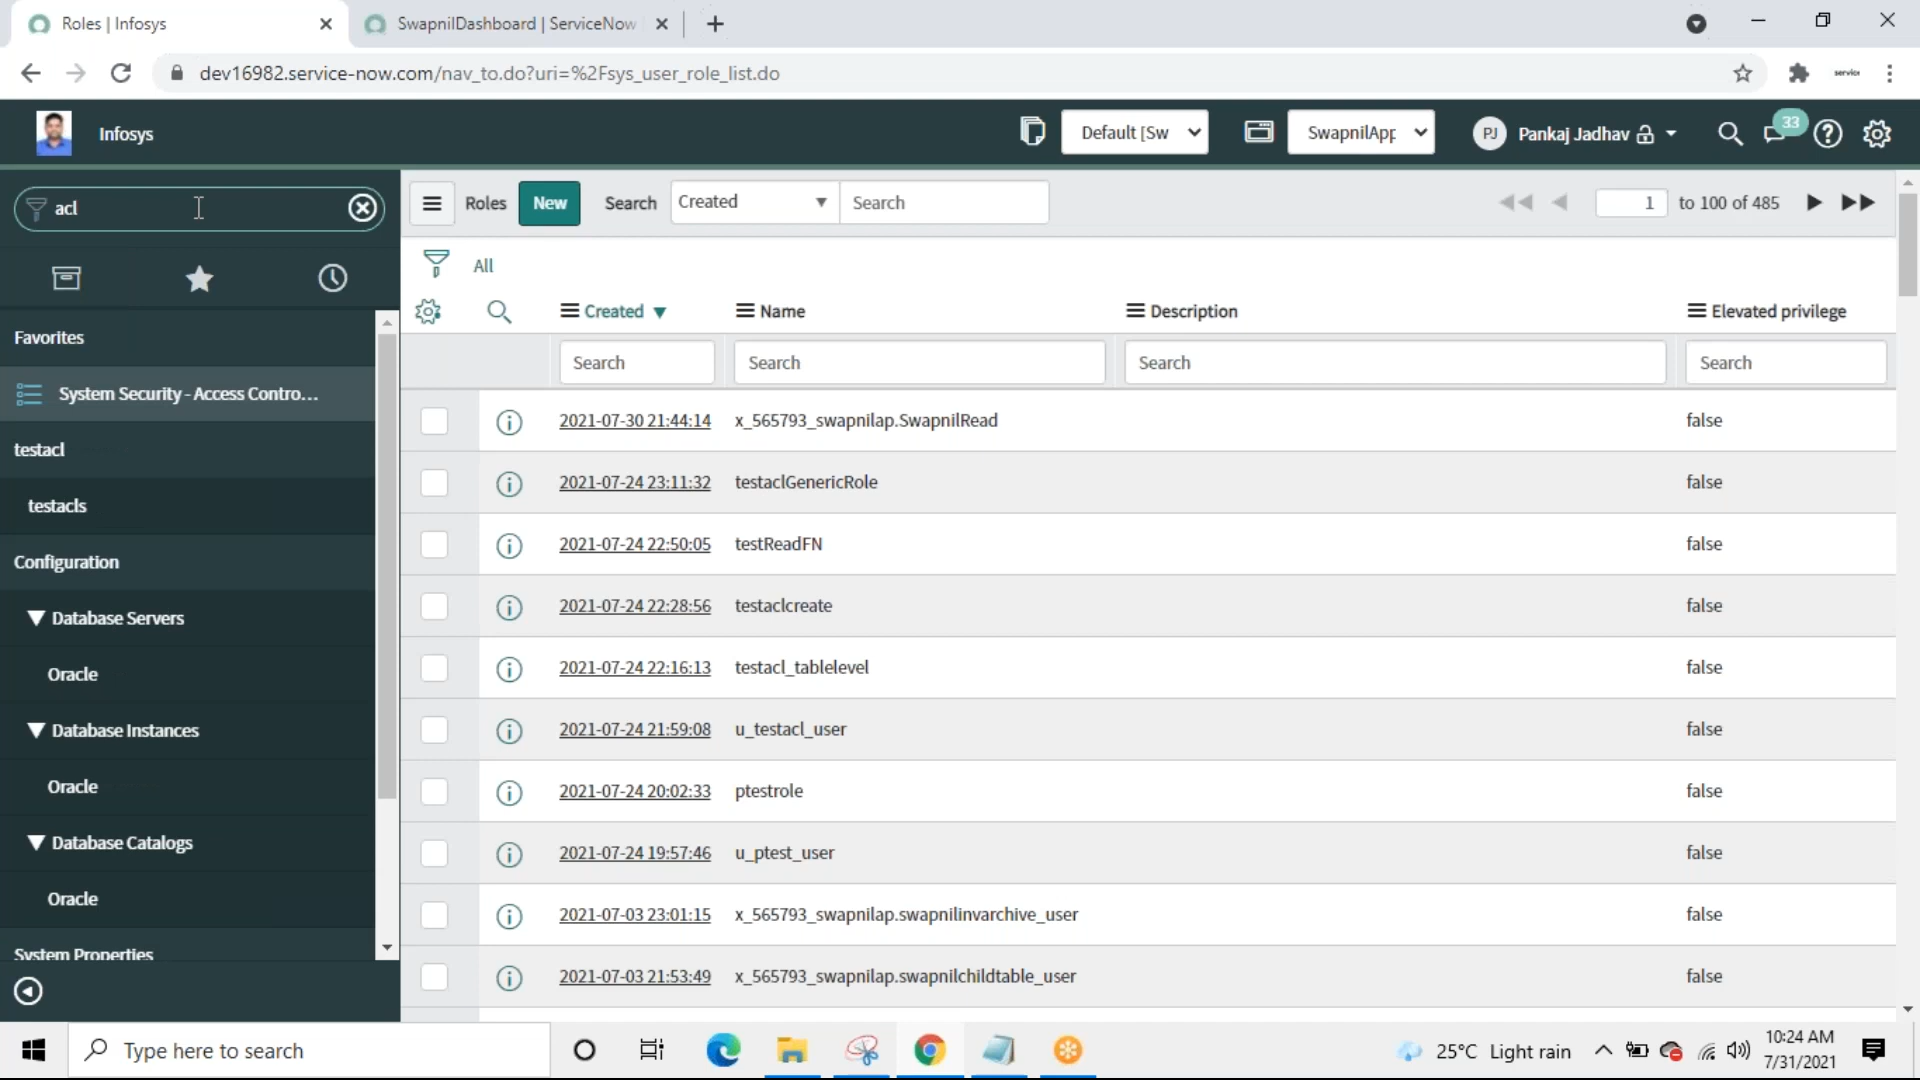 Roles | Infosys
SwapnilDashboard | ServiceNow
dev16982.service-now.com/nav_to.do?uri=%2Fsys_user_role_list.do
service
Infosys
Default [Sw
SwapnilApp
PJ Pankaj Jadhav
33
acl
Roles New Search Created Search
1 to 100 of 485
All
Favorites
System Security - Access Contro...
testacl
testacls
Configuration
Database Servers
Oracle
Database Instances
Oracle
Database Catalogs
Oracle
System Properties
Created Name Description Elevated privilege
Search Search Search Search
2021-07-30 21:44:14 x_565793_swapnilap.SwapnilRead false
2021-07-24 23:11:32 testaclGenericRole false
2021-07-24 22:50:05 testReadFN false
2021-07-24 22:28:56 testaclcreate false
2021-07-24 22:16:13 testacl_tablelevel false
2021-07-24 21:59:08 u_testacl_user false
2021-07-24 20:02:33 ptestrole false
2021-07-24 19:57:46 u_ptest_user false
2021-07-03 23:01:15 x_565793_swapnilap.swapnilinvarchive_user false
2021-07-03 21:53:49 x_565793_swapnilap.swapnilchildtable_user false
Type here to search
25°C Light rain
10:24 AM
7/31/2021